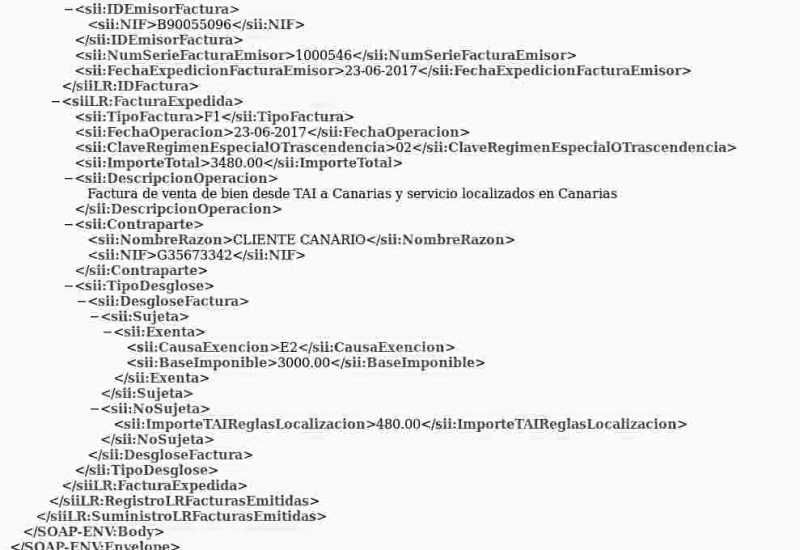 −<sii:IDEmisorFactura>
<sii:NIF>B90055096</sii:NIF>
</sii:IDEmisorFactura>
<sii:NumSerieFacturaEmisor>1000546</sii:NumSerieFacturaEmisor>
<sii:FechaExpedicionFacturaEmisor>23-06-2017</sii:FechaExpedicionFacturaEmisor>
</siiLR:IDFactura>
−<siiLR:FacturaExpedida>
<sii:TipoFactura>F1</sii:TipoFactura>
<sii:FechaOperacion>23-06-2017</sii:FechaOperacion>
<sii:ClaveRegimenEspecialOTrascendencia>02</sii:ClaveRegimenEspecialOTrascendencia>
<sii:ImporteTotal>3480.00</sii:ImporteTotal>
−<sii:DescripcionOperacion>
Factura de venta de bien desde TAI a Canarias y servicio localizados en Canarias
</sii:DescripcionOperacion>
−<sii:Contraparte>
<sii:NombreRazon>CLIENTE CANARIO</sii:NombreRazon>
<sii:NIF>G35673342</sii:NIF>
</sii:Contraparte>
−<sii:TipoDesglose>
−<sii:DesgloseFactura>
−<sii:Sujeta>
−<sii:Exenta>
<sii:CausaExencion>E2</sii:CausaExencion>
<sii:BaseImponible>3000.00</sii:BaseImponible>
</sii:Exenta>
</sii:Sujeta>
−<sii:NoSujeta>
<sii:ImporteTAIReglasLocalizacion>480.00</sii:ImporteTAIReglasLocalizacion>
</sii:NoSujeta>
</sii:DesgloseFactura>
</sii:TipoDesglose>
</siiLR:FacturaExpedida>
</siiLR:RegistroLRFacturasEmitidas>
</siiLR:SuministroLRFacturasEmitidas>
</SOAP-ENV:Body>
</SOAP-ENV:Envelope>